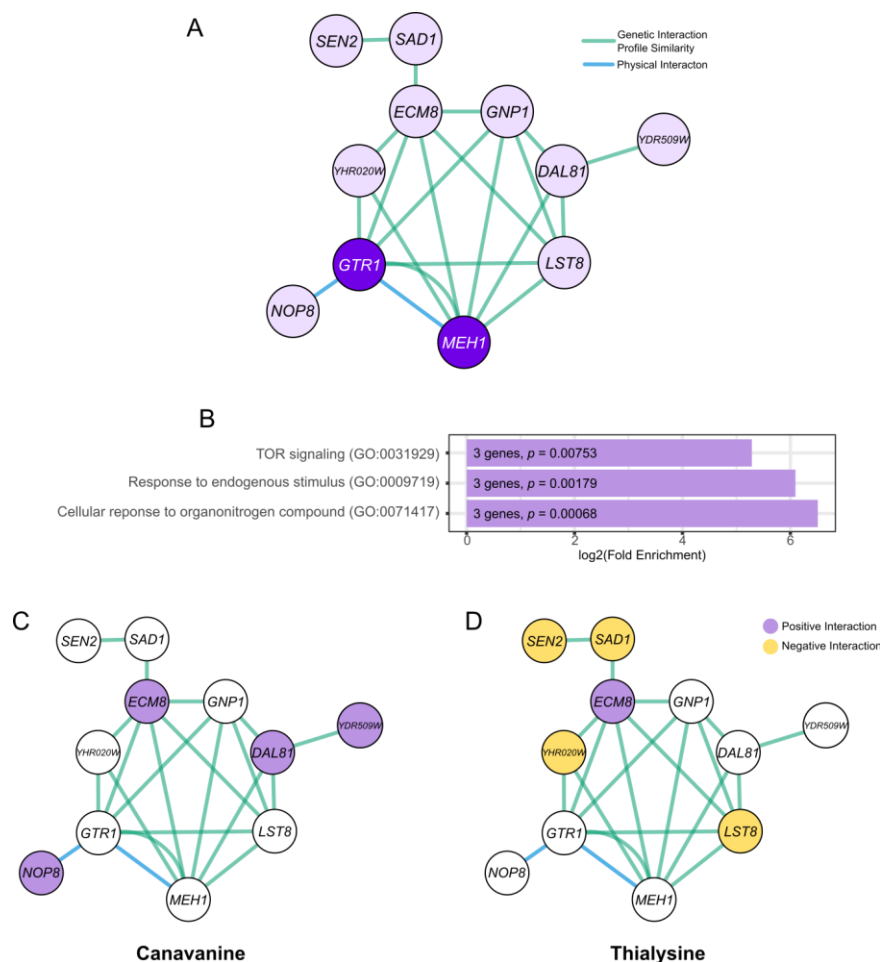 A
SEN2
SAD1
Genetic Interaction
Profile Similarity
Physical Interacton
ECM8
GNP1
YDR509W
YHR020W
DAL81
GTR1
LST8
NOP8
MEH1
B
TOR signaling (GO:0031929)
3 genes, p = 0.00753
Response to endogenous stimulus (GO:0009719)
3 genes, p = 0.00179
Cellular reponse to organonitrogen compound (GO:0071417)
3 genes, p = 0.00068
0 2 4 6
log2(Fold Enrichment)
C
SEN2
SAD1
ECM8
GNP1
YDR509W
YHR020W
DAL81
GTR1
LST8
NOP8
MEH1
Canavanine
D
Positive Interaction
Negative Interaction
SEN2
SAD1
ECM8
GNP1
YDR509W
YHR020W
DAL81
GTR1
LST8
NOP8
MEH1
Thialysine